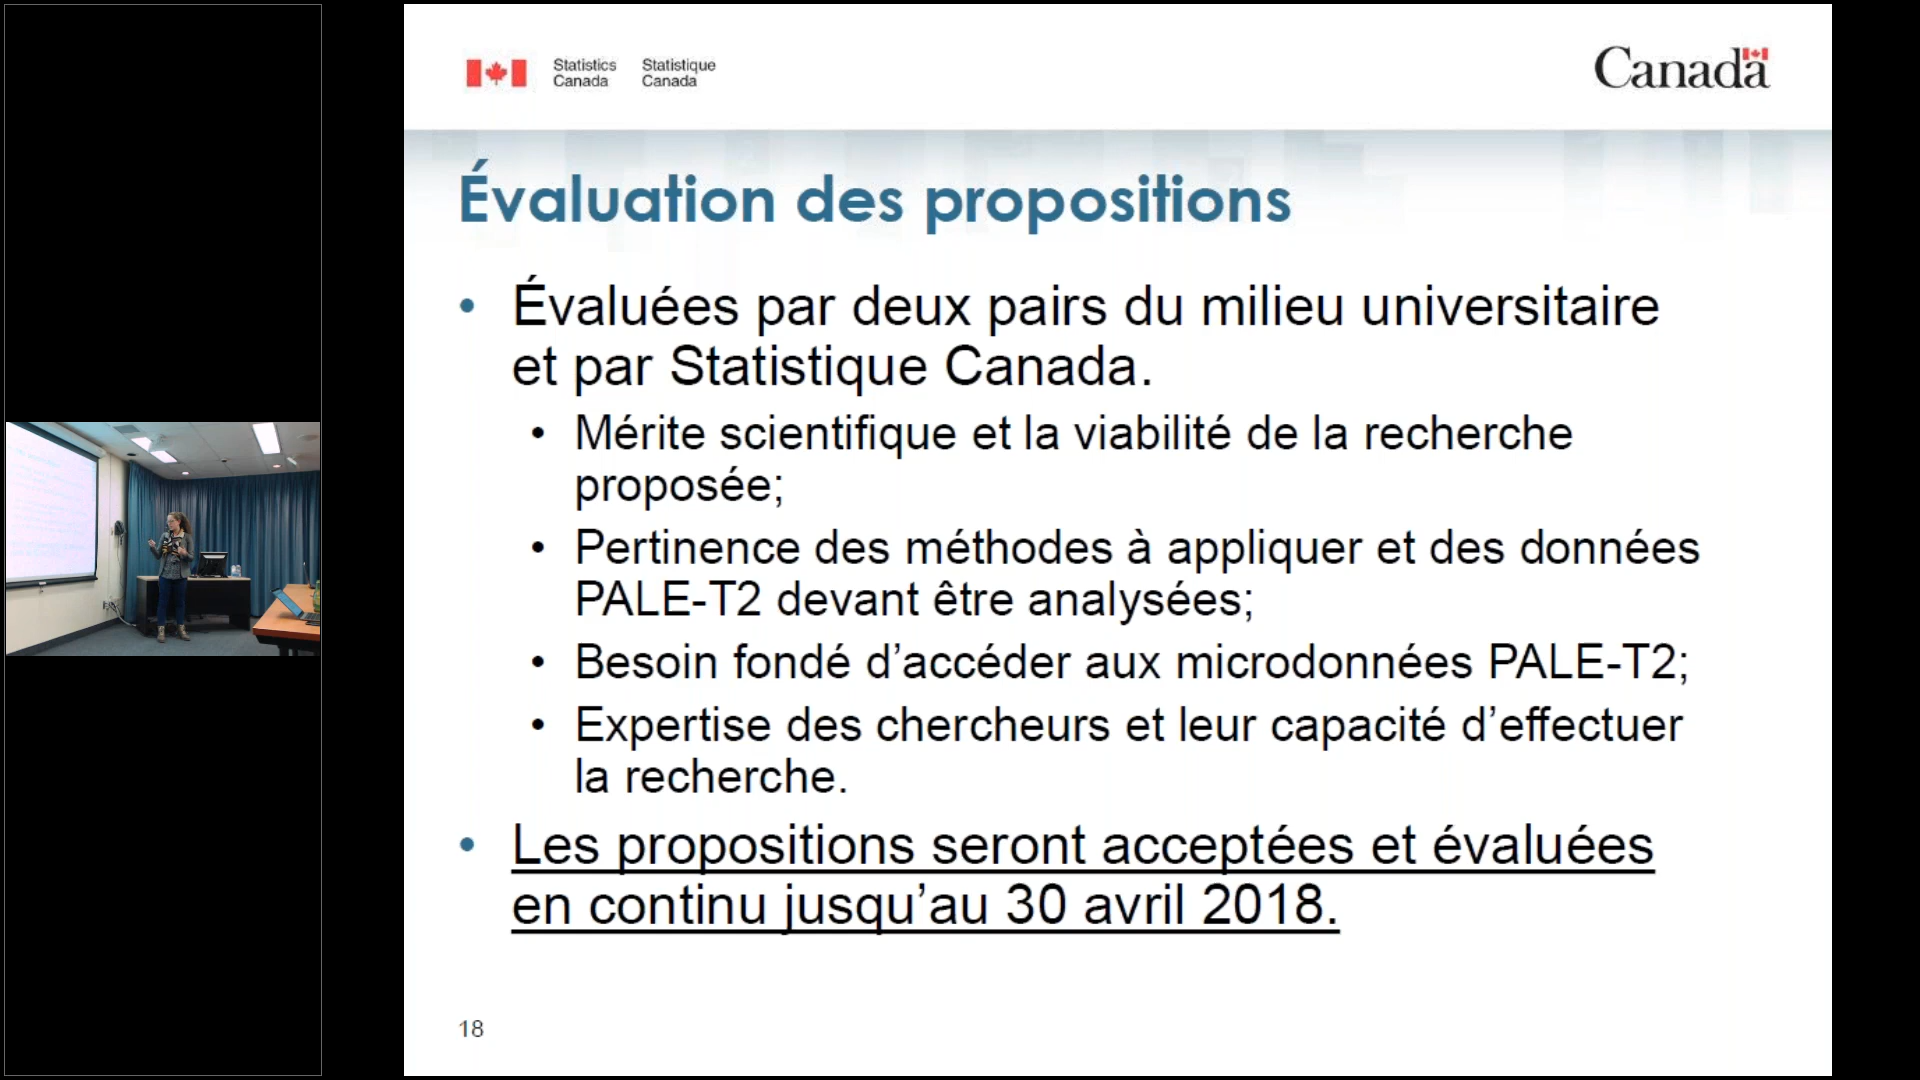 Statistics Statistique
Canada Canada
Canada
Évaluation des propositions
• Évaluées par deux pairs du milieu universitaire
et par Statistique Canada.
• Mérite scientifique et la viabilité de la recherche
proposée;
• Pertinence des méthodes à appliquer et des données
PALE-T2 devant être analysées;
• Besoin fondé d’accéder aux microdonnées PALE-T2;
• Expertise des chercheurs et leur capacité d’effectuer
la recherche.
• Les propositions seront acceptées et évaluées
en continu jusqu’au 30 avril 2018.
18